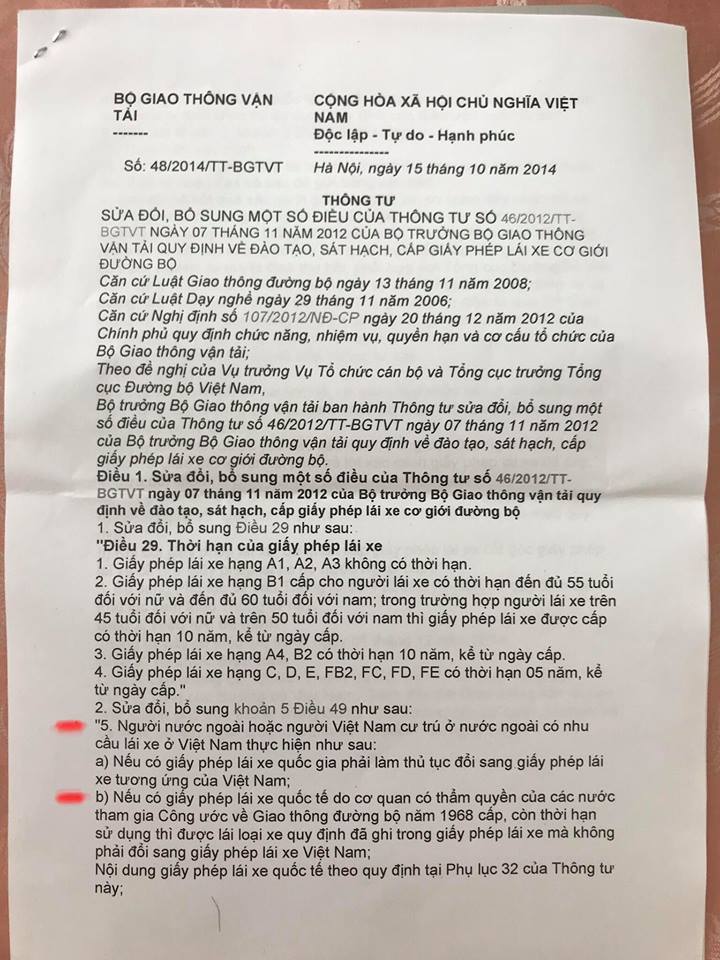 BỘ GIAO THÔNG VẬN
TẢI
-------
CỘNG HÒA XÃ HỘI CHỦ NGHĨA VIỆT
NAM
Độc lập - Tự do - Hạnh phúc
---------------
Số: 48/2014/TT-BGTVT
Hà Nội, ngày 15 tháng 10 năm 2014
THÔNG TƯ
SỬA ĐỔI, BỔ SUNG MỘT SỐ ĐIỀU CỦA THÔNG TƯ SỐ 46/2012/TT-
BGTVT NGÀY 07 THÁNG 11 NĂM 2012 CỦA BỘ TRƯỞNG BỘ GIAO THÔNG
VẬN TẢI QUY ĐỊNH VỀ ĐÀO TẠO, SÁT HẠCH, CẤP GIẤY PHÉP LÁI XE CƠ GIỚI
ĐƯỜNG BỘ
Căn cứ Luật Giao thông đường bộ ngày 13 tháng 11 năm 2008;
Căn cứ Luật Dạy nghề ngày 29 tháng 11 năm 2006;
Căn cứ Nghị định số 107/2012/NĐ-CP ngày 20 tháng 12 năm 2012 của
Chính phủ quy định chức năng, nhiệm vụ, quyền hạn và cơ cấu tổ chức của
Bộ Giao thông vận tải;
Theo đề nghị của Vụ trưởng Vụ Tổ chức cán bộ và Tổng cục trưởng Tổng
cục Đường bộ Việt Nam,
Bộ trưởng Bộ Giao thông vận tải ban hành Thông tư sửa đổi, bổ sung một
số điều của Thông tư số 46/2012/TT-BGTVT ngày 07 tháng 11 năm 2012
của Bộ trưởng Bộ Giao thông vận tải quy định về đào tạo, sát hạch, cấp
giấy phép lái xe cơ giới đường bộ.
Điều 1. Sửa đổi, bổ sung một số điều của Thông tư số 46/2012/TT-
BGTVT ngày 07 tháng 11 năm 2012 của Bộ trưởng Bộ Giao thông vận tải quy
định về đào tạo, sát hạch, cấp giấy phép lái xe cơ giới đường bộ
1. Sửa đổi, bổ sung Điều 29 như sau:
"Điều 29. Thời hạn của giấy phép lái xe
1. Giấy phép lái xe hạng A1, A2, A3 không có thời hạn.
2. Giấy phép lái xe hạng B1 cấp cho người lái xe có thời hạn đến đủ 55 tuổi
đối với nữ và đến đủ 60 tuổi đối với nam; trong trường hợp người lái xe trên
45 tuổi đối với nữ và trên 50 tuổi đối với nam thì giấy phép lái xe được cấp
có thời hạn 10 năm, kể từ ngày cấp.
3. Giấy phép lái xe hạng A4, B2 có thời hạn 10 năm, kể từ ngày cấp.
4. Giấy phép lái xe hạng C, D, E, FB2, FC, FD, FE có thời hạn 05 năm, kể
từ ngày cấp."
2. Sửa đổi, bổ sung khoản 5 Điều 49 như sau:
"5. Người nước ngoài hoặc người Việt Nam cư trú ở nước ngoài có nhu
cầu lái xe ở Việt Nam thực hiện như sau:
a) Nếu có giấy phép lái xe quốc gia phải làm thủ tục đổi sang giấy phép lái
xe tương ứng của Việt Nam;
b) Nếu có giấy phép lái xe quốc tế do cơ quan có thẩm quyền của các nước
tham gia Công ước về Giao thông đường bộ năm 1968 cấp, còn thời hạn
sử dụng thì được lái loại xe quy định đã ghi trong giấy phép lái xe mà không
phải đổi sang giấy phép lái xe Việt Nam;
Nội dung giấy phép lái xe quốc tế theo quy định tại Phụ lục 32 của Thông tư
này;